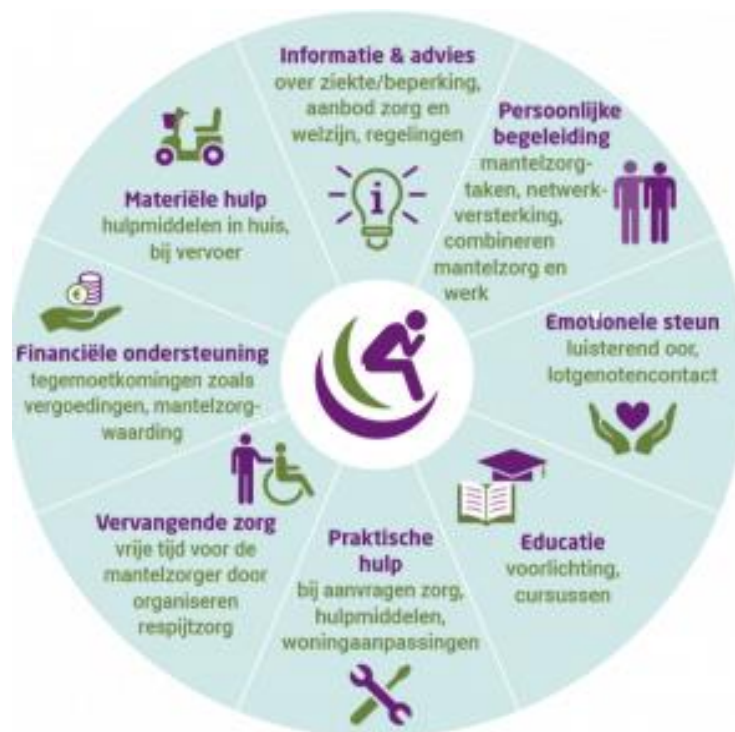 Informatie & advies
over ziekte/beperking,
aanbod zorg en
welzijn, regelingen
i
Persoonlijke
begeleiding
mantelzorg-
taken, netwerk-
versterking,
combineren
mantelzorg en
werk
Emotionele steun
luisterend oor,
lotgenotencontact
Educatie
voorlichting,
cursussen
Praktische
hulp
bij aanvragen zorg,
hulpmiddelen,
woningaanpassingen
Vervangende zorg
vrije tijd voor de
mantelzorger door
organiseren
respijtzorg
€
Financiële ondersteuning
tegemoetkomingen zoals
vergoedingen, mantelzorg-
waarding
Materiële hulp
hulpmiddelen in huis,
bij vervoer